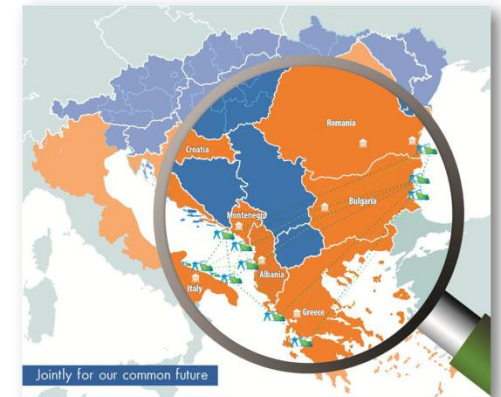 Romania
Croatia
Bulgaria
Montenegro
Albania
Italy
Greece
Jointly for our common future